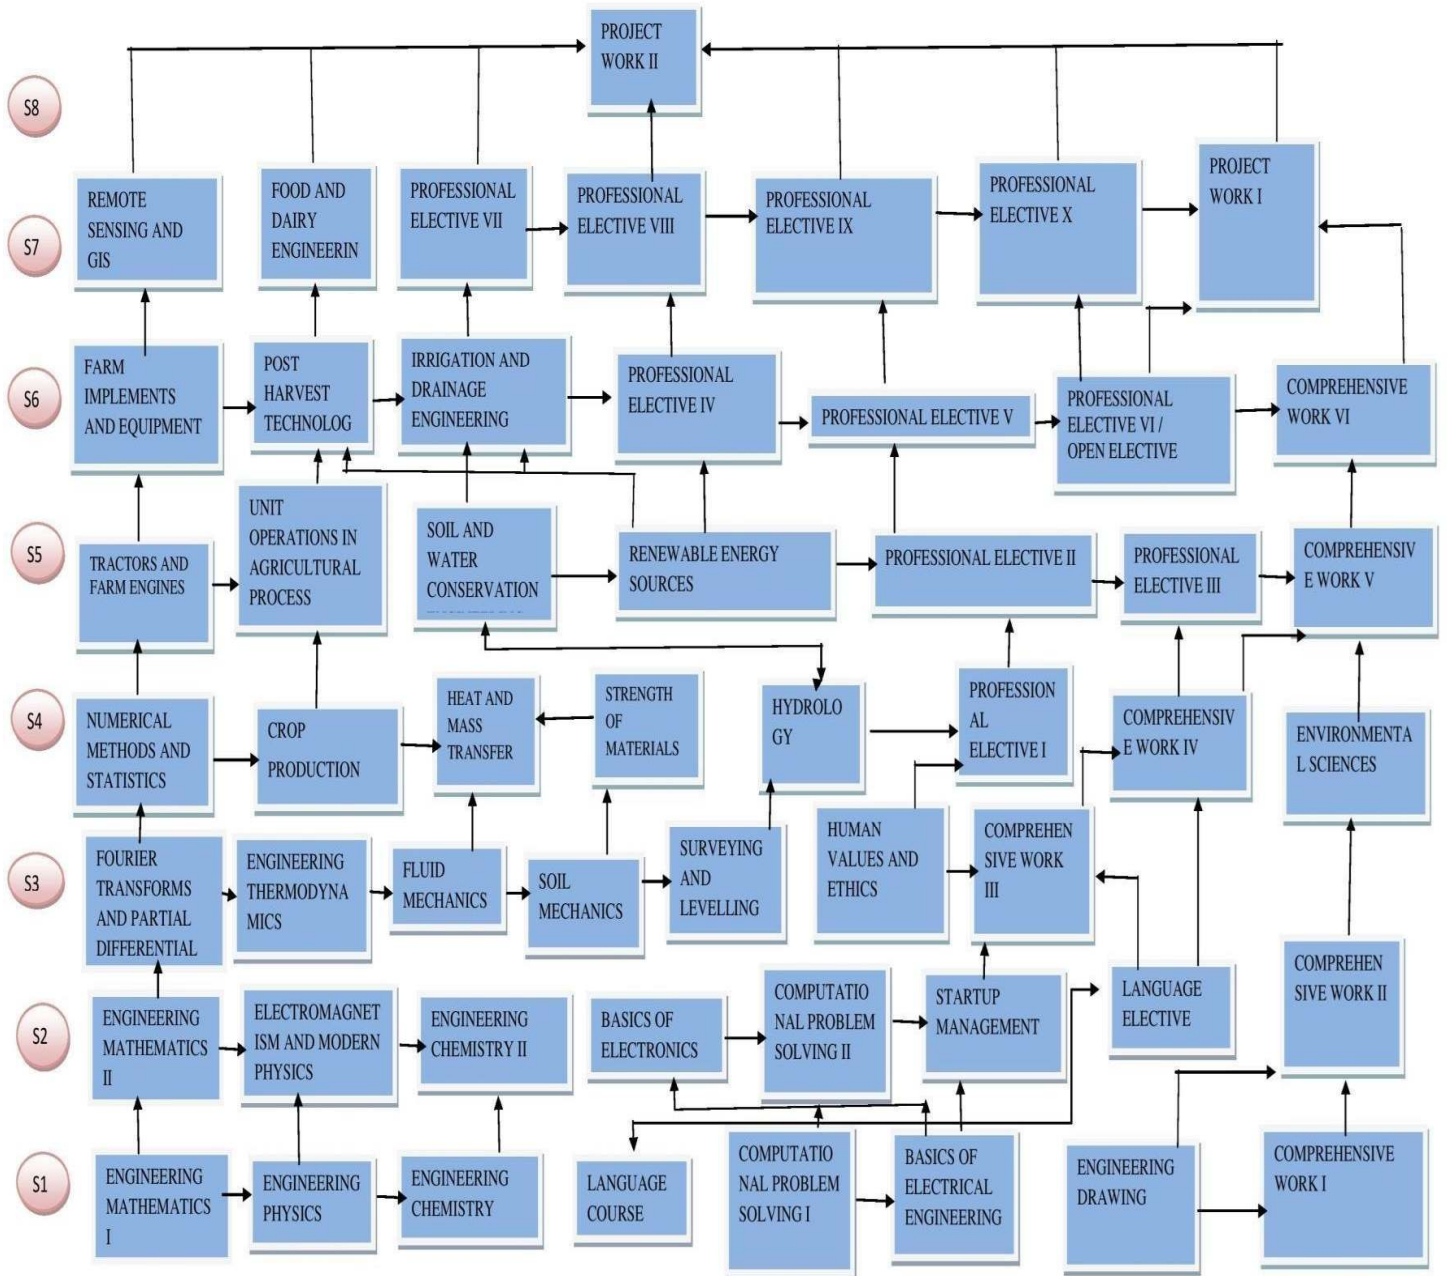 PROJECT
WORK II
S8
REMOTE
SENSING AND
GIS
FOOD AND
DAIRY
ENGINEERIN
PROFESSIONAL
ELECTIVE VII
PROFESSIONAL
ELECTIVE VIII
PROFESSIONAL
ELECTIVE IX
PROFESSIONAL
ELECTIVE X
PROJECT
WORK I
S7
FARM
IMPLEMENTS
AND EQUIPMENT
POST
HARVEST
TECHNOLOG
IRRIGATION AND
DRAINAGE
ENGINEERING
PROFESSIONAL
ELECTIVE IV
PROFESSIONAL ELECTIVE V
PROFESSIONAL
ELECTIVE VI /
OPEN ELECTIVE
COMPREHENSIVE
WORK VI
S6
TRACTORS AND
FARM ENGINES
UNIT
OPERATIONS IN
AGRICULTURAL
PROCESS
SOIL AND
WATER
CONSERVATION
RENEWABLE ENERGY
SOURCES
PROFESSIONAL ELECTIVE II
PROFESSIONAL
ELECTIVE III
COMPREHENSIV
E WORK V
S5
NUMERICAL
METHODS AND
STATISTICS
CROP
PRODUCTION
HEAT AND
MASS
TRANSFER
STRENGTH
OF
MATERIALS
HYDROLO
GY
PROFESSION
AL
ELECTIVE I
COMPREHENSIV
E WORK IV
ENVIRONMENTA
L SCIENCES
S4
FOURIER
TRANSFORMS
AND PARTIAL
DIFFERENTIAL
ENGINEERING
THERMODYNA
MICS
FLUID
MECHANICS
SOIL
MECHANICS
SURVEYING
AND
LEVELLING
HUMAN
VALUES AND
ETHICS
COMPREHEN
SIVE WORK
III
S3
ENGINEERING
MATHEMATICS
II
ELECTROMAGNET
ISM AND MODERN
PHYSICS
ENGINEERING
CHEMISTRY II
BASICS OF
ELECTRONICS
COMPUTATIO
NAL PROBLEM
SOLVING II
STARTUP
MANAGEMENT
LANGUAGE
ELECTIVE
COMPREHEN
SIVE WORK II
S2
ENGINEERING
MATHEMATICS
I
ENGINEERING
PHYSICS
ENGINEERING
CHEMISTRY
LANGUAGE
COURSE
COMPUTATIO
NAL PROBLEM
SOLVING I
BASICS OF
ELECTRICAL
ENGINEERING
ENGINEERING
DRAWING
COMPREHENSIVE
WORK I
S1